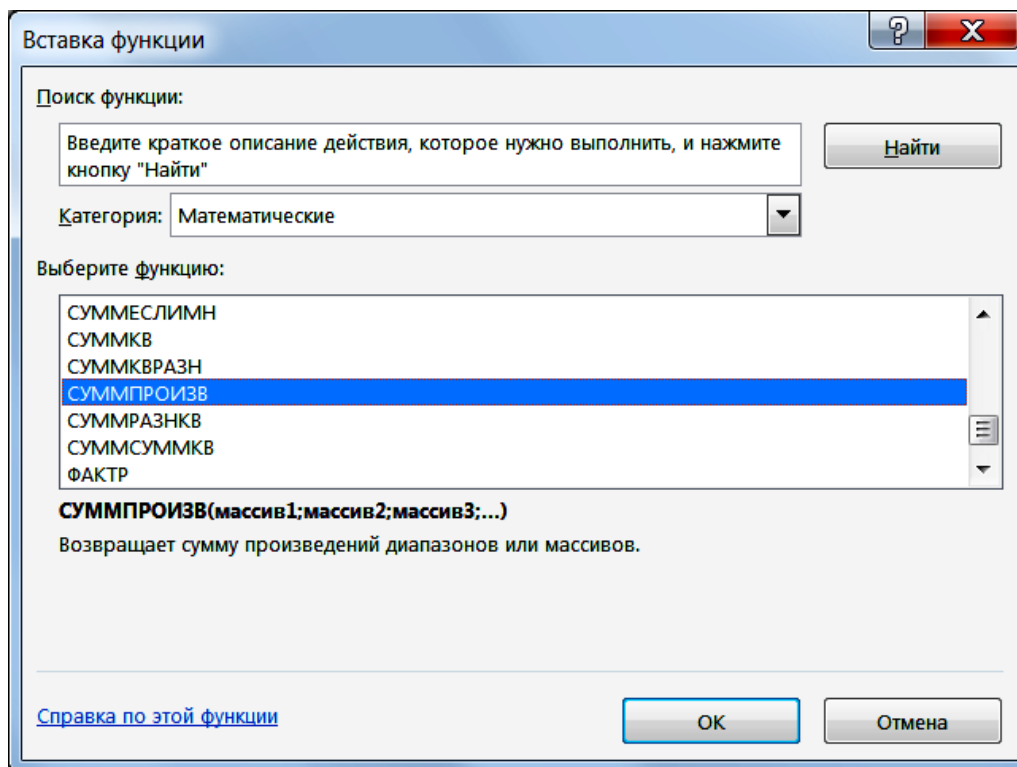 Вставка функции
Поиск функции:
Введите краткое описание действия, которое нужно выполнить, и нажмите
кнопку "Найти"
Найти
Категория: Математические
Выберите функцию:
СУММЕСЛИМН
СУММКВ
СУММКВРАЗН
СУММПРОИЗВ
СУММРАЗНКВ
СУММСУММКВ
ФАКТР
СУММПРОИЗВ(массив1;массив2;массив3;...)
Возвращает сумму произведений диапазонов или массивов.
Справка по этой функции
ОК
Отмена